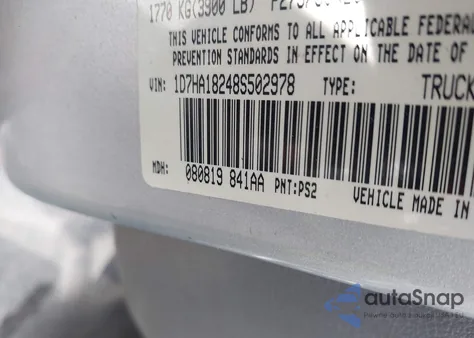 1770 KG(3900 LB)
THIS VEHICLE CONFORMS TO ALL APPLICABLE FEDERAL
PREVENTION STANDARDS IN EFFECT ON THE DATE OF
VIN: 1D7HA18248S502978 TYPE: TRUCK
MDH: 080819 841AA PNT:PS2 VEHICLE MADE IN
autaSnap